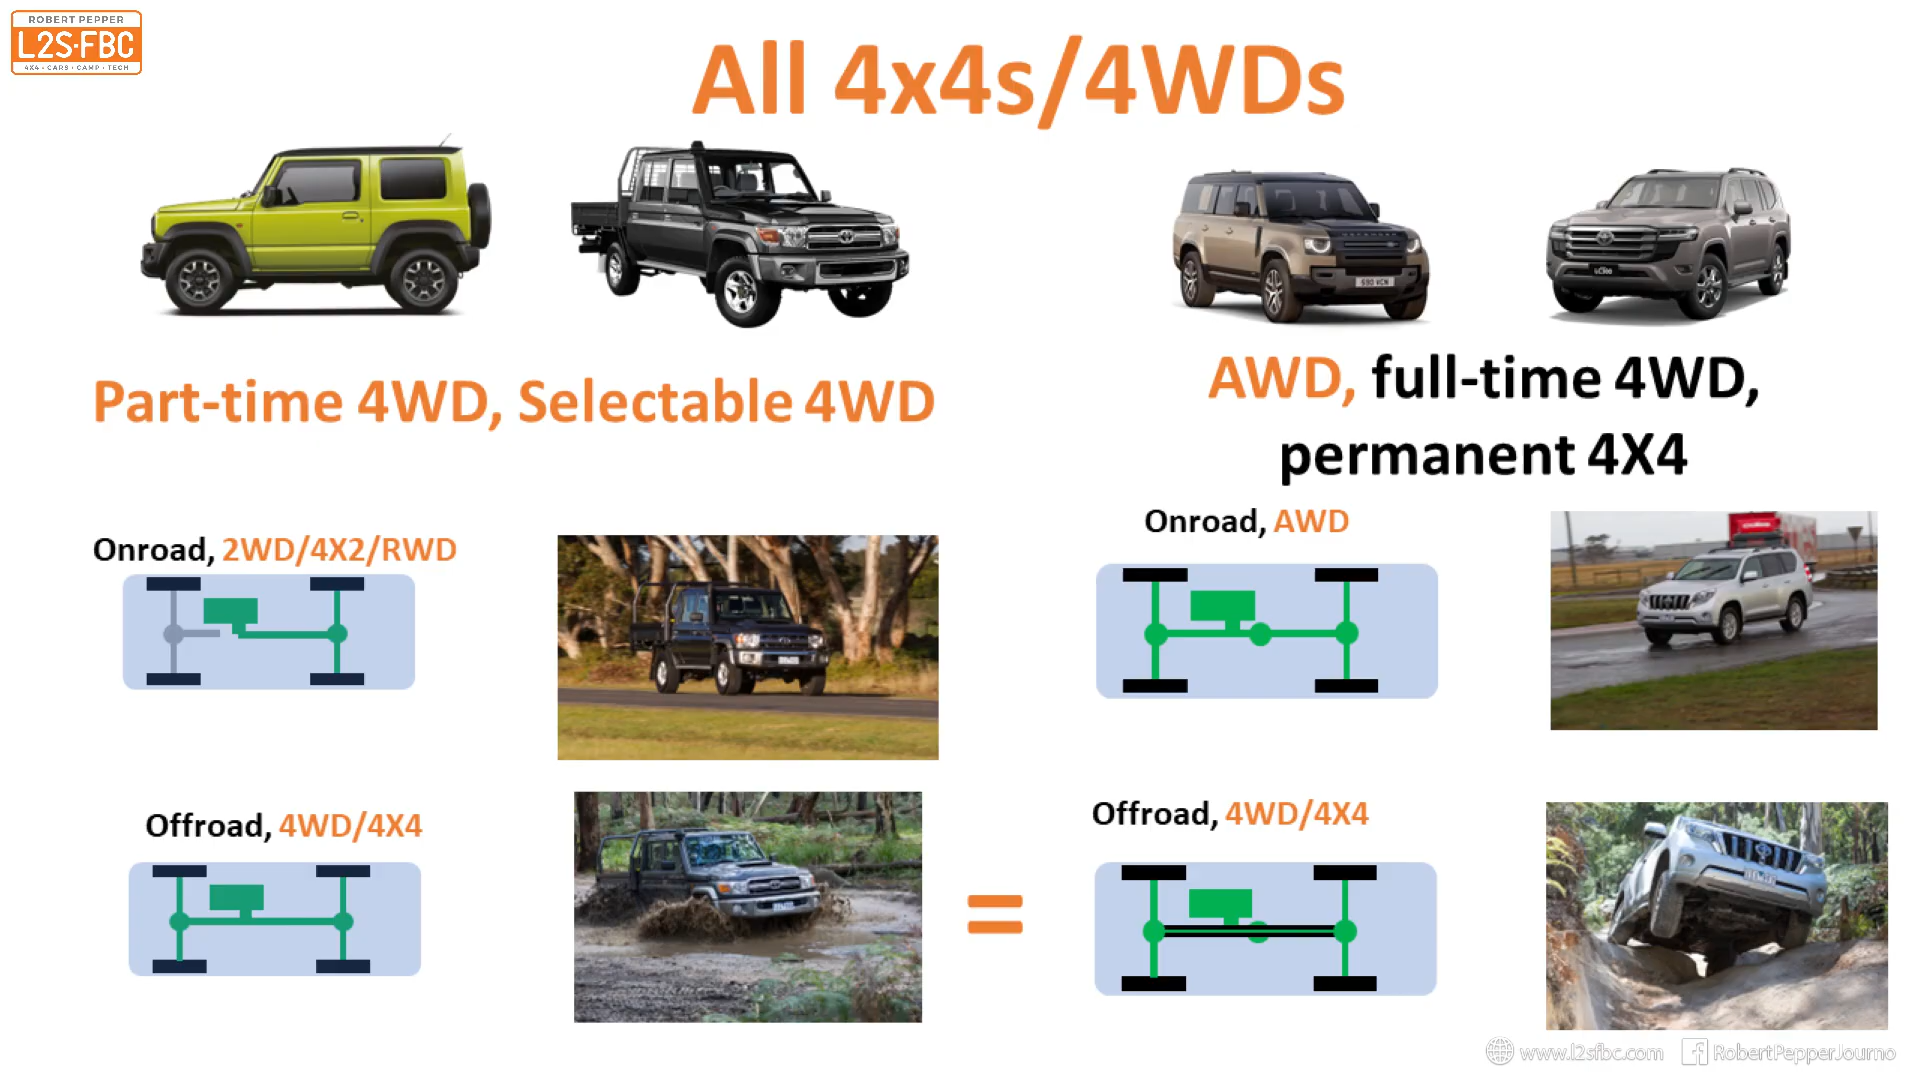 ROBERT PEPPER
L2S·FBC
4X4 • CARS • CAMP • TECH
All 4x4s/4WDs
DEFENDER
Part-time 4WD, Selectable 4WD
AWD, full-time 4WD,
permanent 4X4
Onroad, 2WD/4X2/RWD
Onroad, AWD
Offroad, 4WD/4X4
=
Offroad, 4WD/4X4
www.l2sfbc.com
RobertPepperJourno